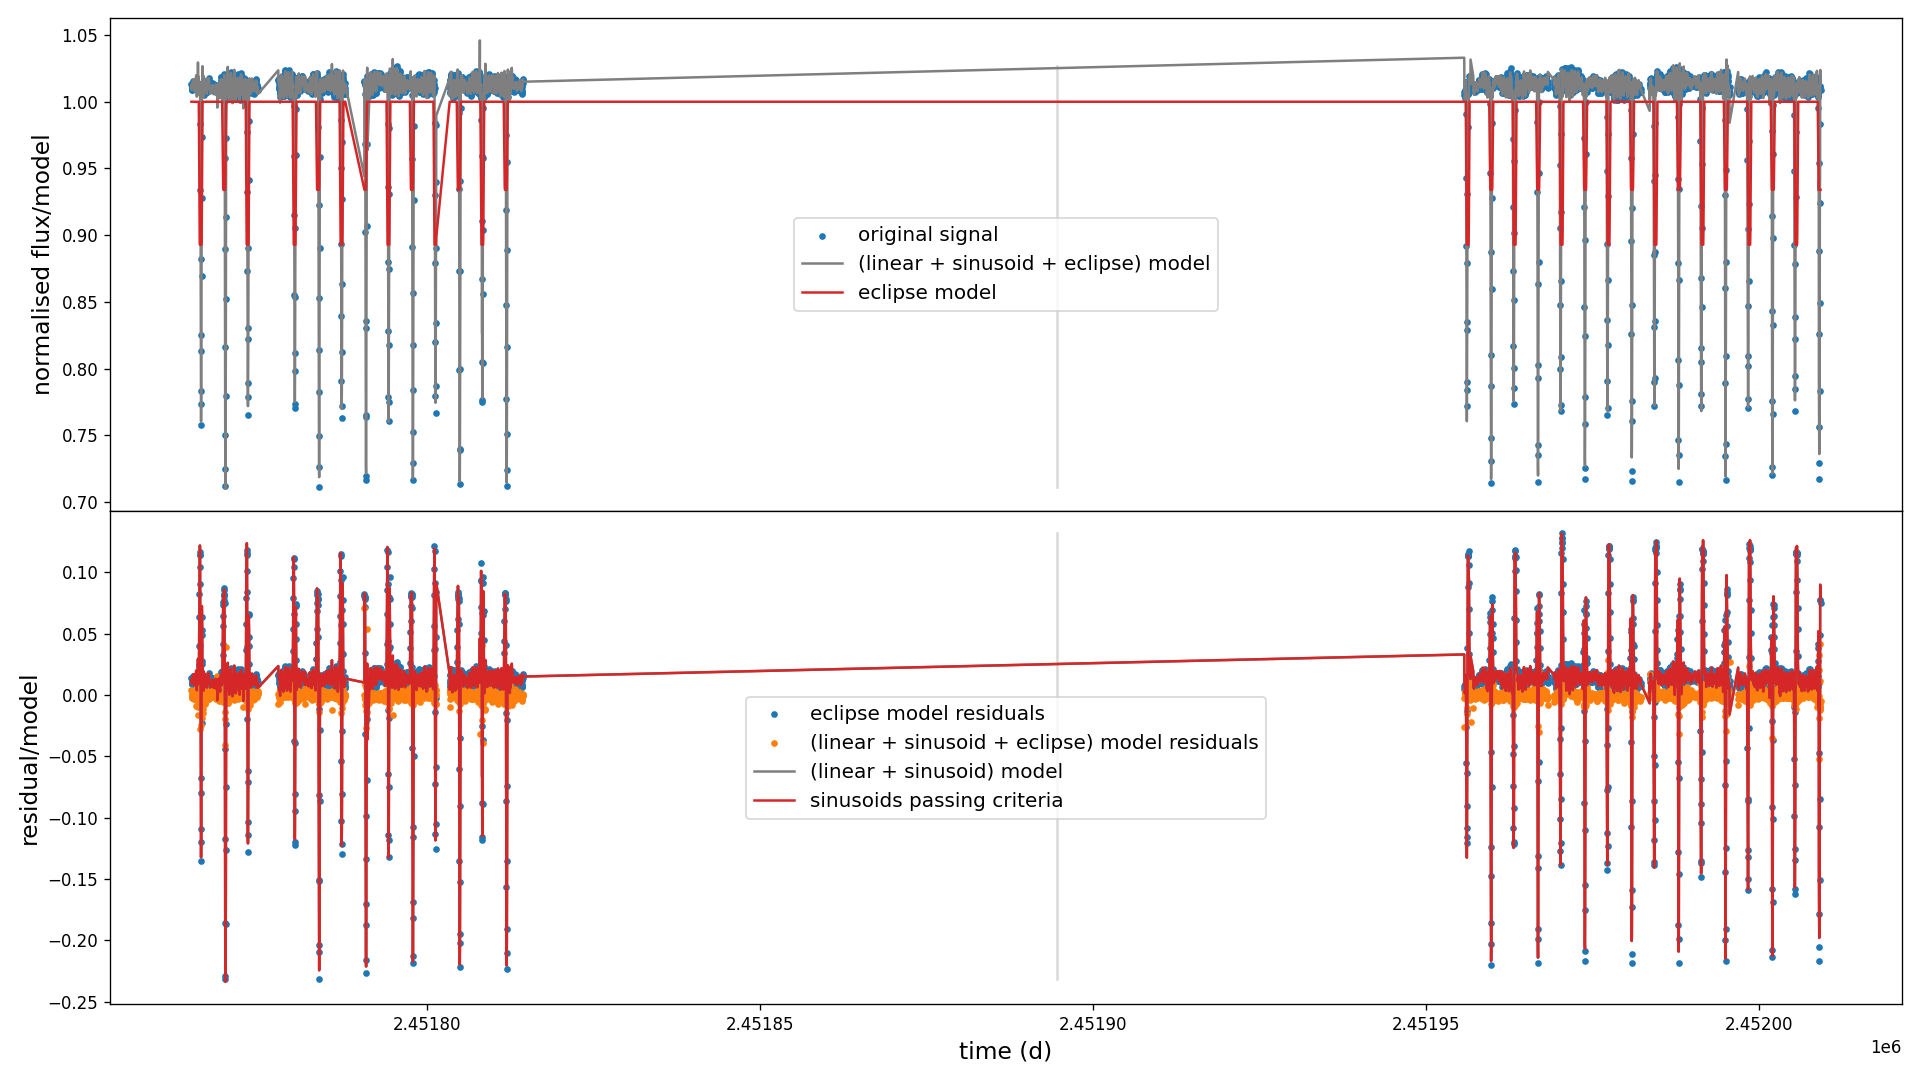 1.05
1.00
0.95
0.90
0.85
0.80
0.75
0.70
normalised flux/model
original signal
(linear + sinusoid + eclipse) model
eclipse model
0.10
0.05
0.00
−0.05
−0.10
−0.15
−0.20
−0.25
residual/model
eclipse model residuals
(linear + sinusoid + eclipse) model residuals
(linear + sinusoid) model
sinusoids passing criteria
2.45180 2.45185 2.45190 2.45195 2.45200
1e6
time (d)